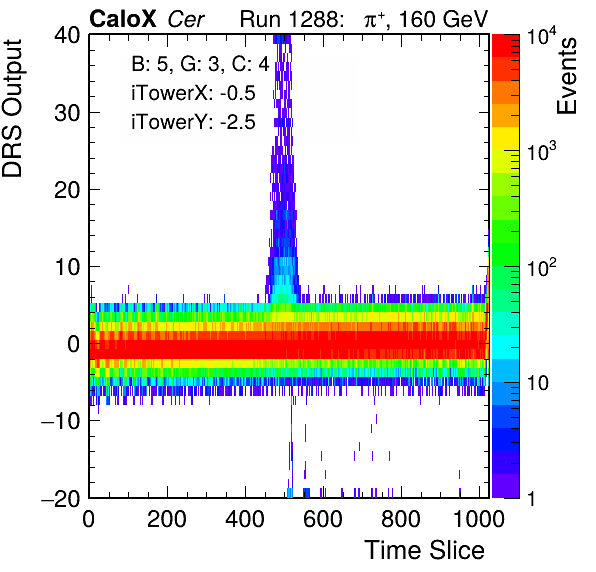 CaloX Cer Run 1288: π⁺, 160 GeV
B: 5, G: 3, C: 4
iTowerX: -0.5
iTowerY: -2.5
DRS Output
40
30
20
10
0
−10
−20
0 200 400 600 800 1000
Time Slice
Events
10⁴
10³
10²
10
1